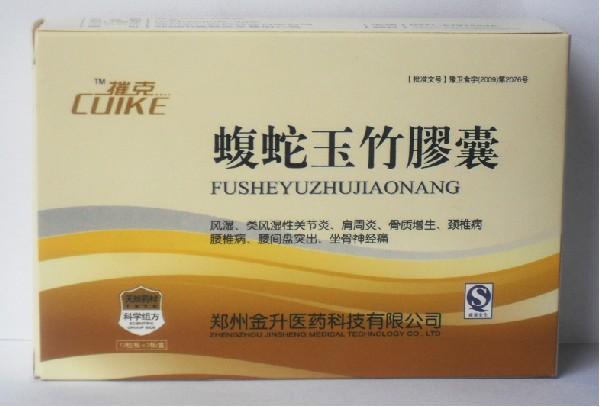 TM 摧克
CUIKE
【批准文号】豫卫食字(2009)第2026号
蝮蛇玉竹膠囊
FUSHEYUZHUJIAONANG
风湿、类风湿性关节炎、肩周炎、骨质增生、颈椎病
腰椎病、腰间盘突出、坐骨神经痛
天然药材
科学组方
郑州金升医药科技有限公司
ZHENGZHOU JINSHENG MEDICAL TECHNOLOGY CO., LTD